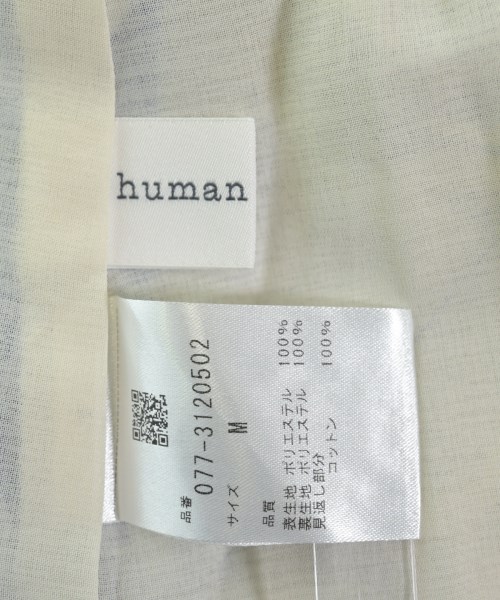 human
品番
077-3120502
サイズ
M
品質
表生地 ポリエステル 100%
裏生地 ポリエステル 100%
見返し部分
コットン 100%